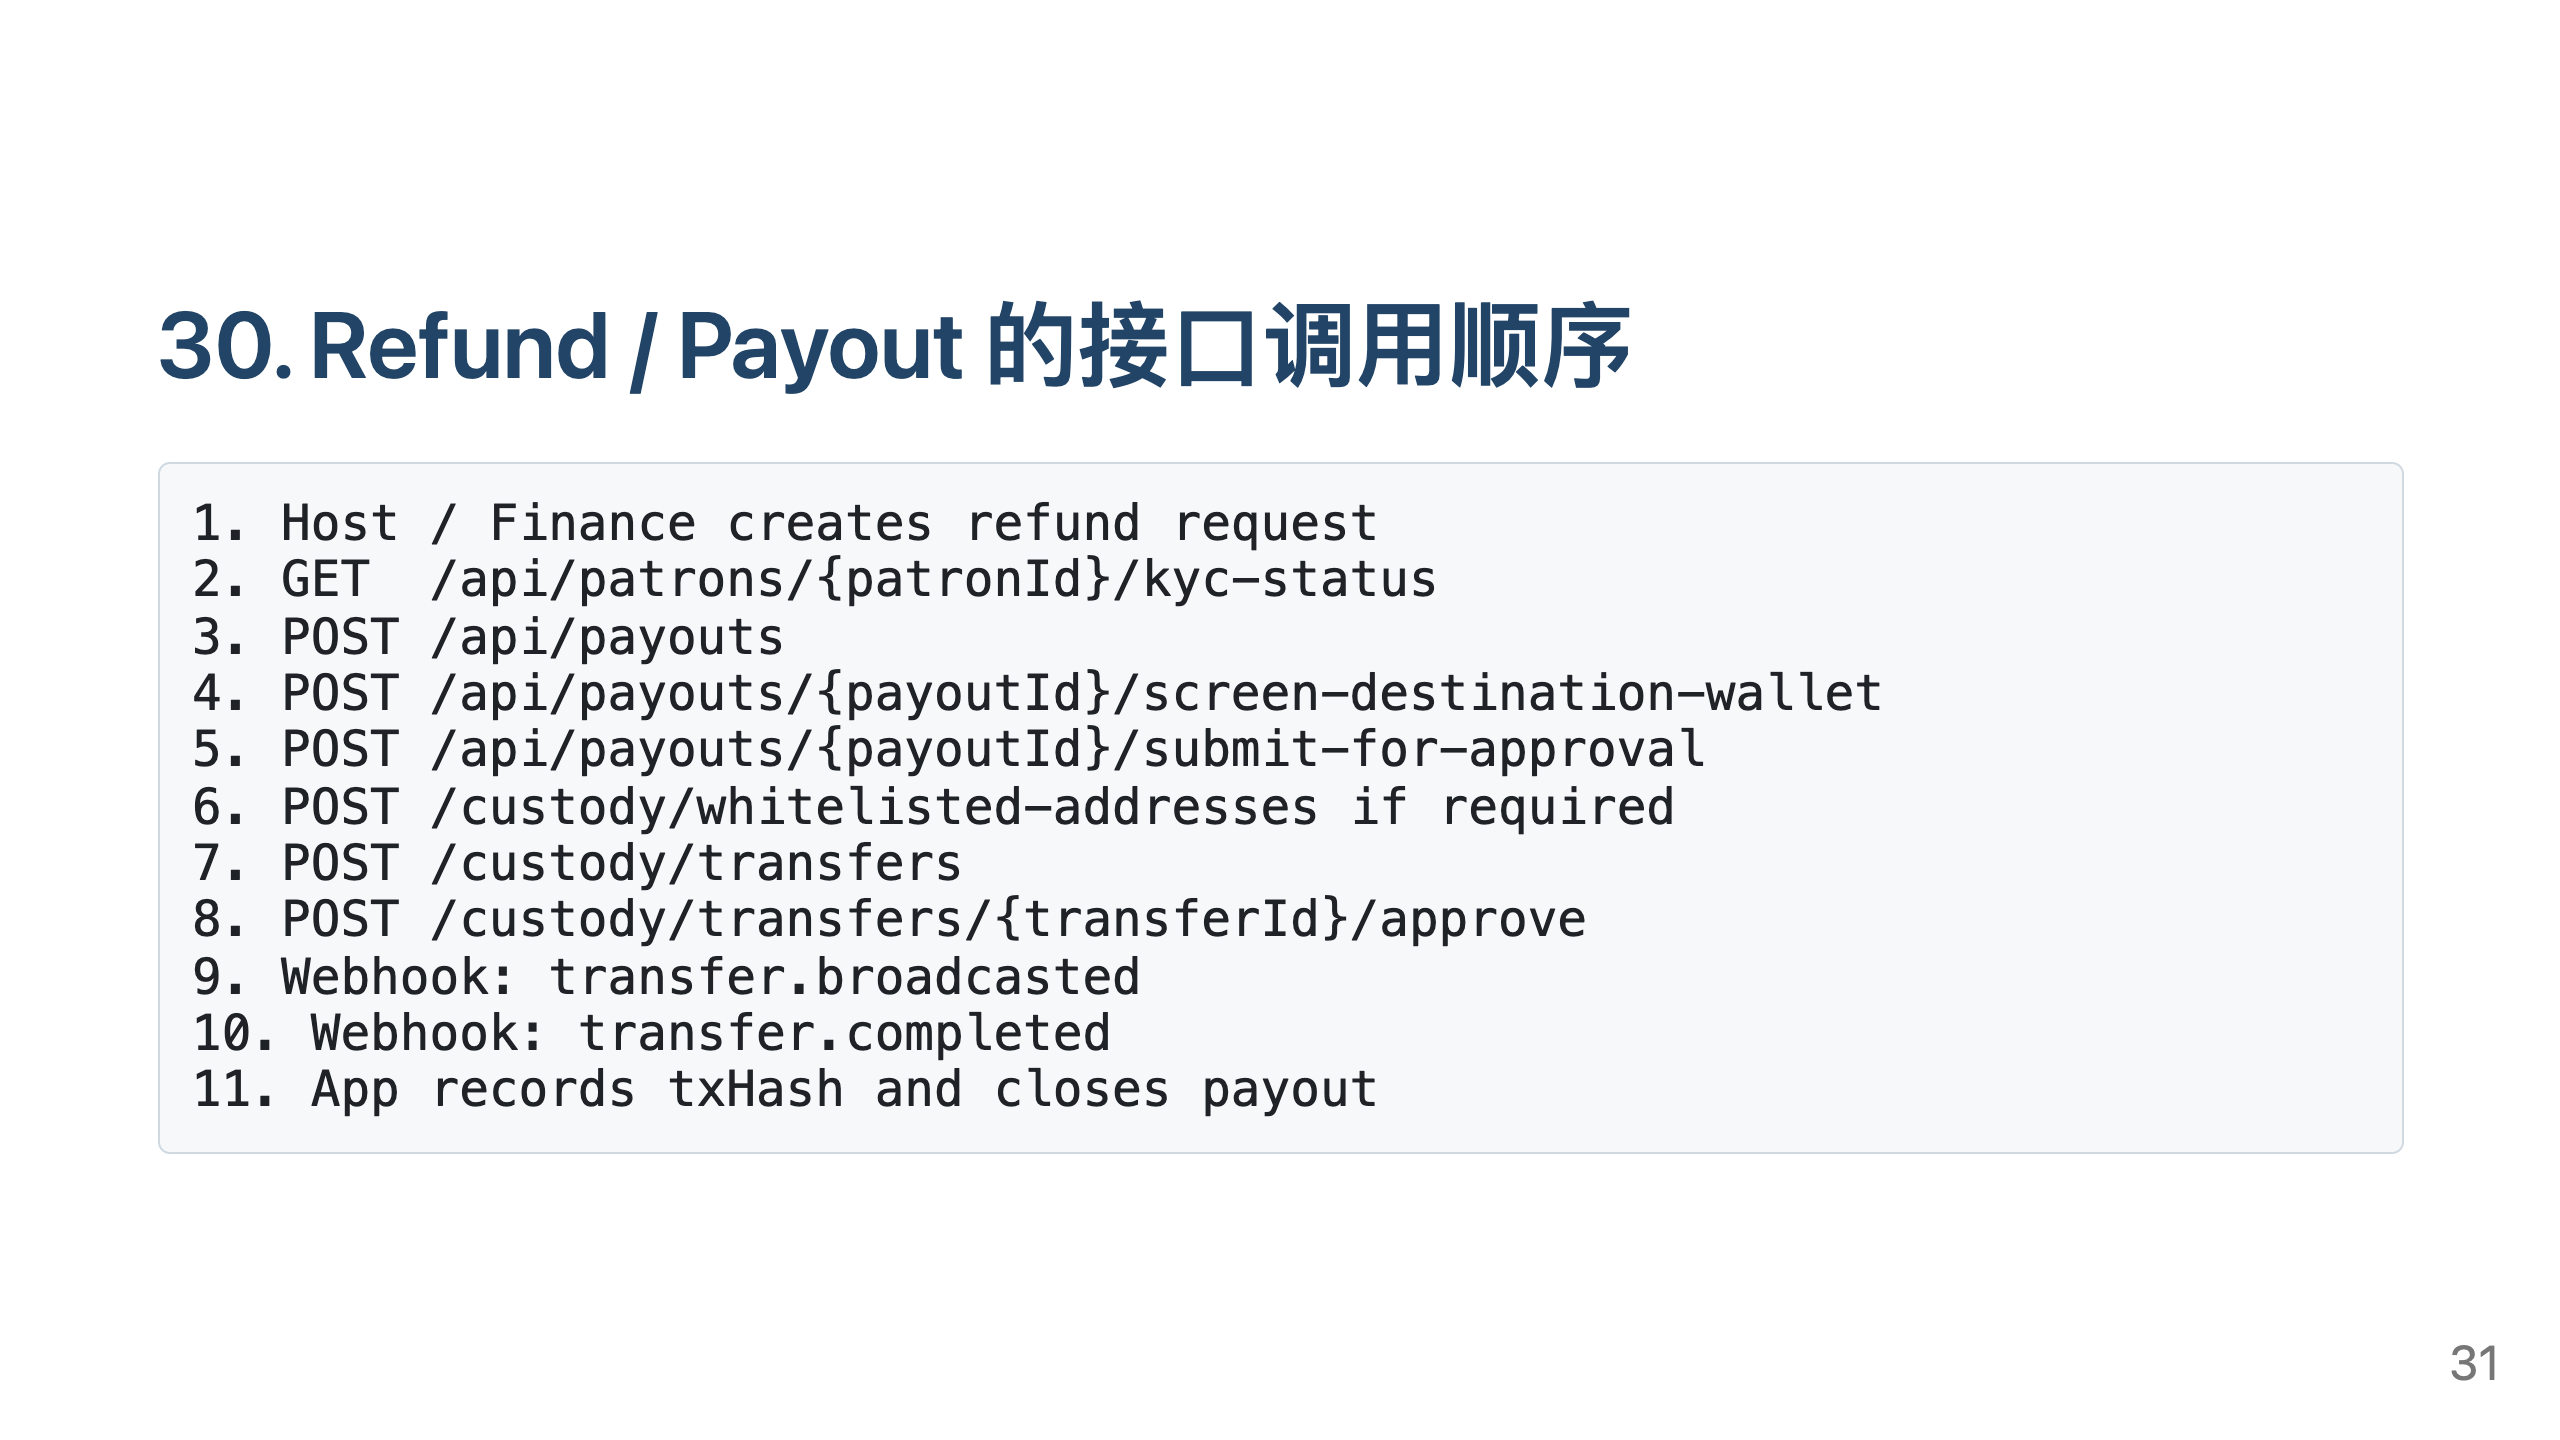 30. Refund / Payout 的接口调用顺序
1. Host / Finance creates refund request
2. GET  /api/patrons/{patronId}/kyc-status
3. POST /api/payouts
4. POST /api/payouts/{payoutId}/screen-destination-wallet
5. POST /api/payouts/{payoutId}/submit-for-approval
6. POST /custody/whitelisted-addresses if required
7. POST /custody/transfers
8. POST /custody/transfers/{transferId}/approve
9. Webhook: transfer.broadcasted
10. Webhook: transfer.completed
11. App records txHash and closes payout
31